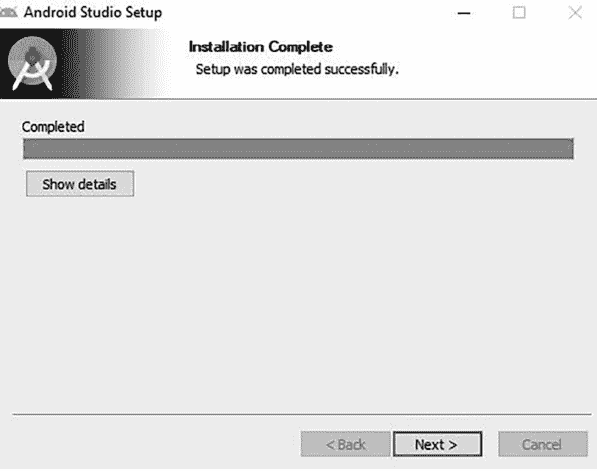 Android Studio Setup
Installation Complete
Setup was completed successfully.
Completed
Show details
< Back Next > Cancel